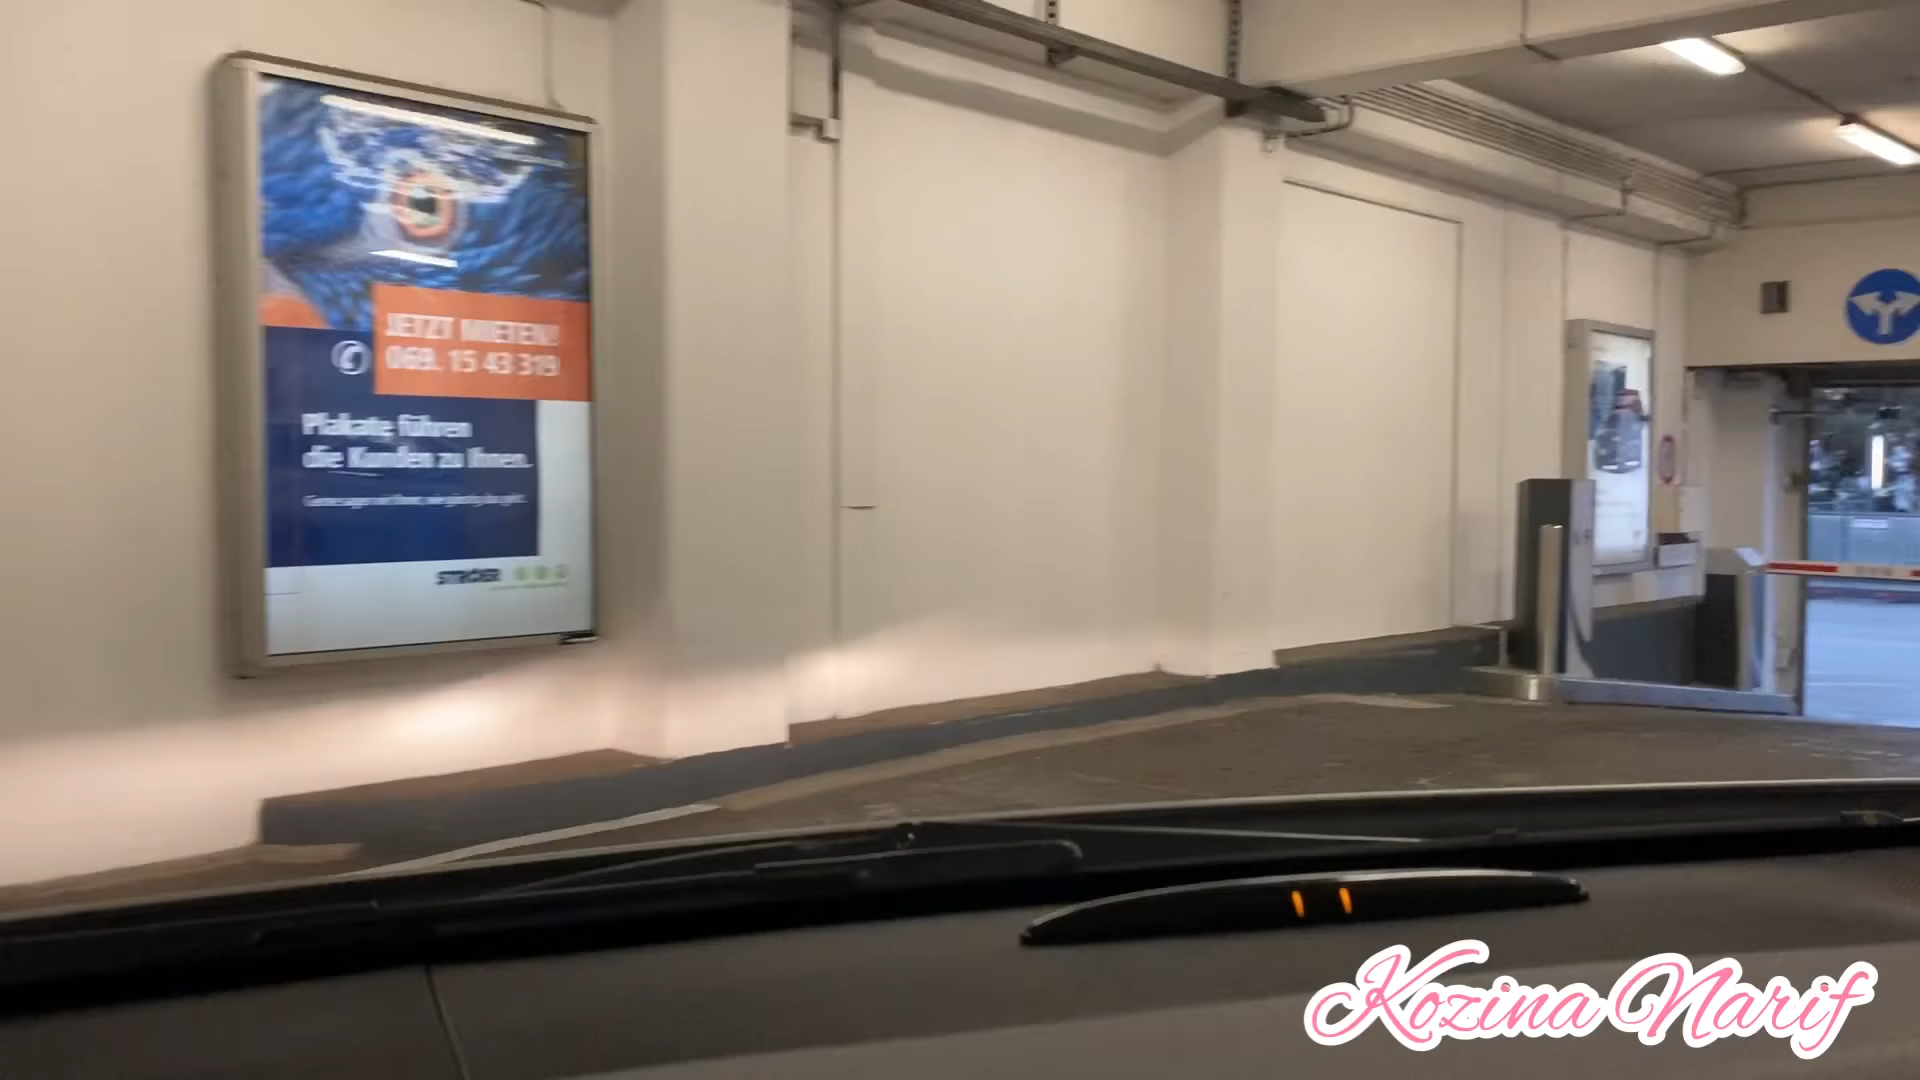 JETZT MIETEN!
069. 15 43 319
Plakate führen
die Kunden zu Ihnen.
STRÖER
Kozina Narif